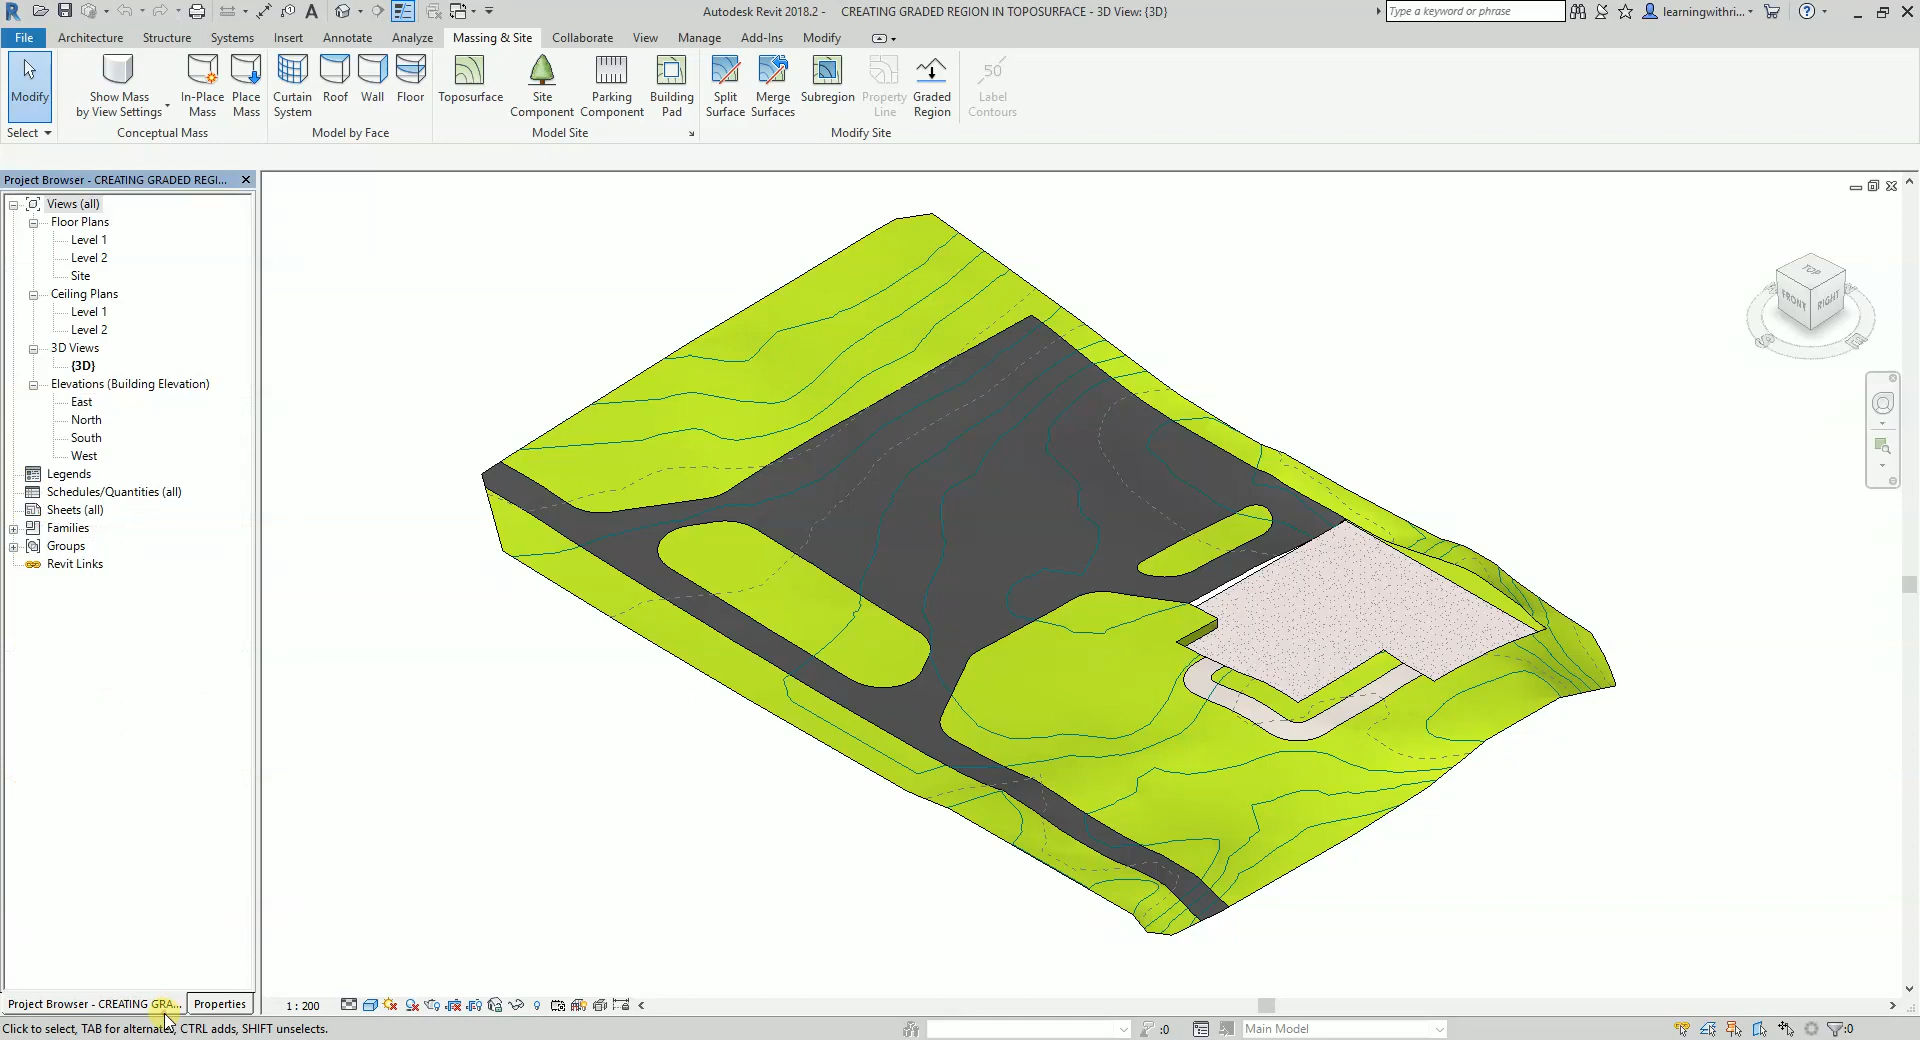 Autodesk Revit 2018.2 - CREATING GRADED REGION IN TOPOSURFACE - 3D View: {3D}
Type a keyword or phrase
learningwithri...
File Architecture Structure Systems Insert Annotate Analyze Massing & Site Collaborate View Manage Add-Ins Modify
Modify
Show Mass by View Settings
In-Place Mass
Place Mass
Curtain System
Roof
Wall
Floor
Toposurface
Site Component
Parking Component
Building Pad
Split Surface
Merge Surfaces
Subregion
Property Line
Graded Region
50
Label Contours
Select
Conceptual Mass
Model by Face
Model Site
Modify Site
Project Browser - CREATING GRADED REGI...
Views (all)
Floor Plans
Level 1
Level 2
Site
Ceiling Plans
Level 1
Level 2
3D Views
{3D}
Elevations (Building Elevation)
East
North
South
West
Legends
Schedules/Quantities (all)
Sheets (all)
Families
Groups
Revit Links
TOP
FRONT
RIGHT
Project Browser - CREATING GRA...
Properties
1 : 200
Click to select, TAB for alternates, CTRL adds, SHIFT unselects.
:0
Main Model
:0